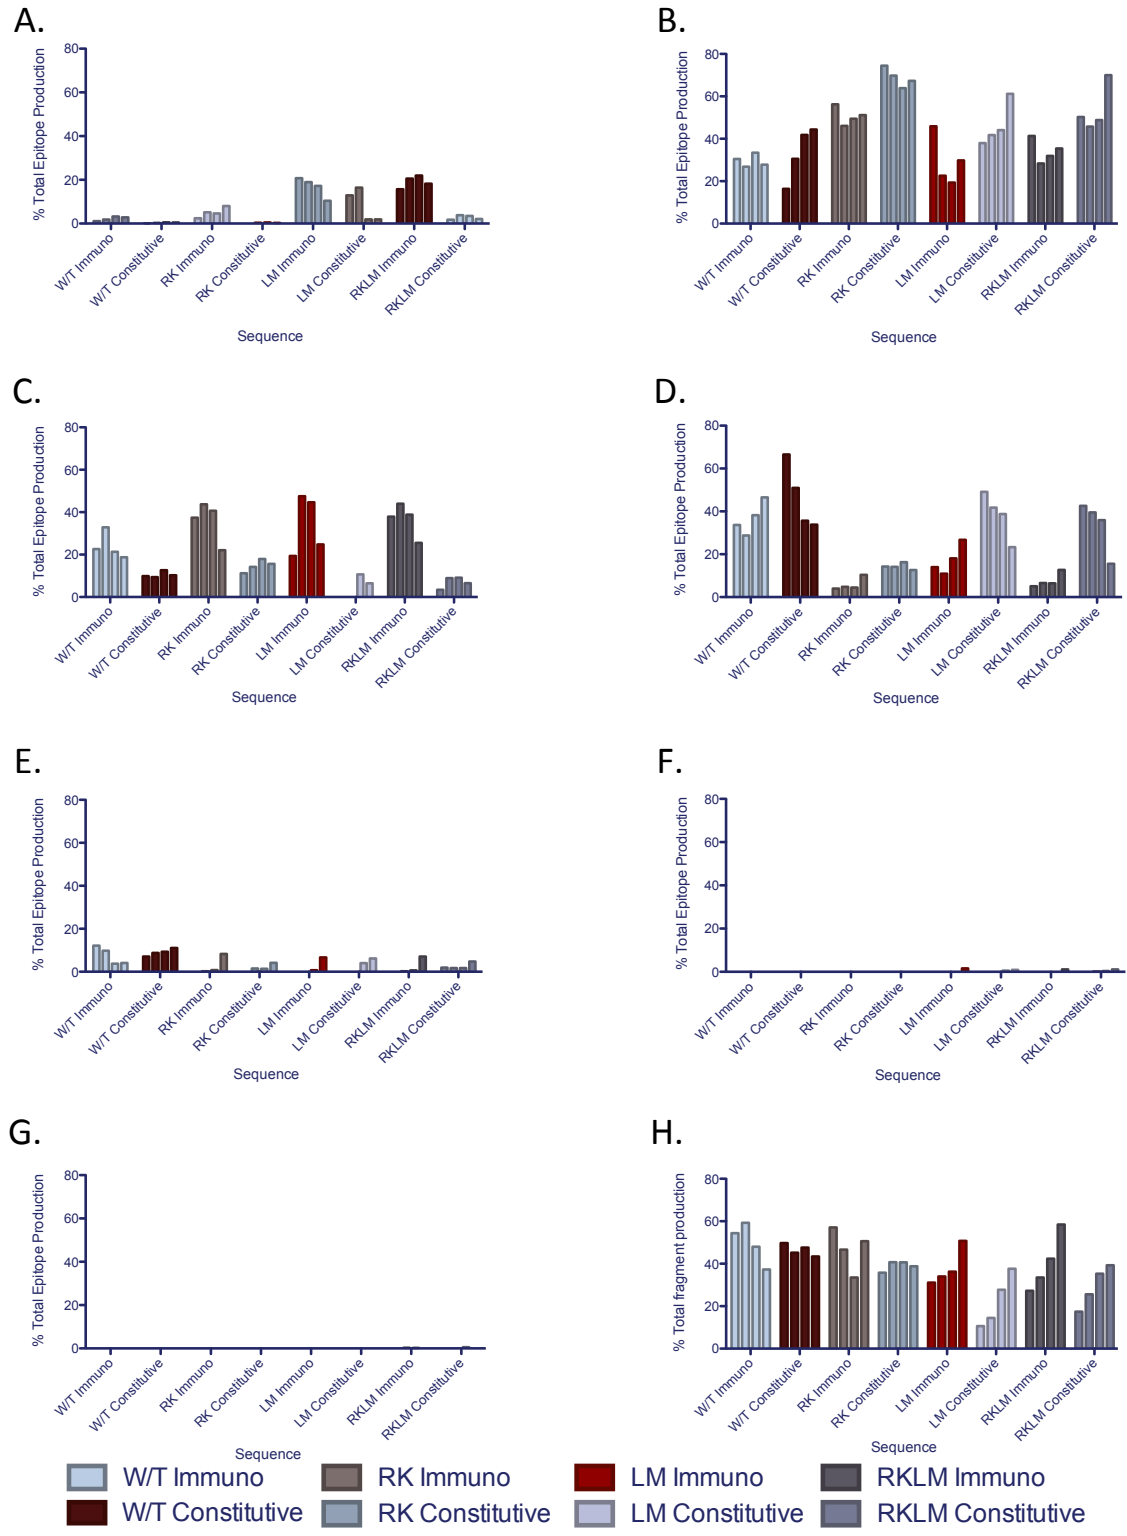 A.
% Total Epitope Production
80
60
40
20
0
W/T Immuno
W/T Constitutive
RK Immuno
RK Constitutive
LM Immuno
LM Constitutive
RKLM Immuno
RKLM Constitutive
Sequence
B.
% Total Epitope Production
80
60
40
20
0
W/T Immuno
W/T Constitutive
RK Immuno
RK Constitutive
LM Immuno
LM Constitutive
RKLM Immuno
RKLM Constitutive
Sequence
C.
% Total Epitope Production
80
60
40
20
0
W/T Immuno
W/T Constitutive
RK Immuno
RK Constitutive
LM Immuno
LM Constitutive
RKLM Immuno
RKLM Constitutive
Sequence
D.
% Total Epitope Production
80
60
40
20
0
W/T Immuno
W/T Constitutive
RK Immuno
RK Constitutive
LM Immuno
LM Constitutive
RKLM Immuno
RKLM Constitutive
Sequence
E.
% Total Epitope Production
80
60
40
20
0
W/T Immuno
W/T Constitutive
RK Immuno
RK Constitutive
LM Immuno
LM Constitutive
RKLM Immuno
RKLM Constitutive
Sequence
F.
% Total Epitope Production
80
60
40
20
0
W/T Immuno
W/T Constitutive
RK Immuno
RK Constitutive
LM Immuno
LM Constitutive
RKLM Immuno
RKLM Constitutive
Sequence
G.
% Total Epitope Production
80
60
40
20
0
W/T Immuno
W/T Constitutive
RK Immuno
RK Constitutive
LM Immuno
LM Constitutive
RKLM Immuno
RKLM Constitutive
Sequence
H.
% Total fragment production
80
60
40
20
0
W/T Immuno
W/T Constitutive
RK Immuno
RK Constitutive
LM Immuno
LM Constitutive
RKLM Immuno
RKLM Constitutive
Sequence
W/T Immuno RK Immuno LM Immuno RKLM Immuno
W/T Constitutive RK Constitutive LM Constitutive RKLM Constitutive